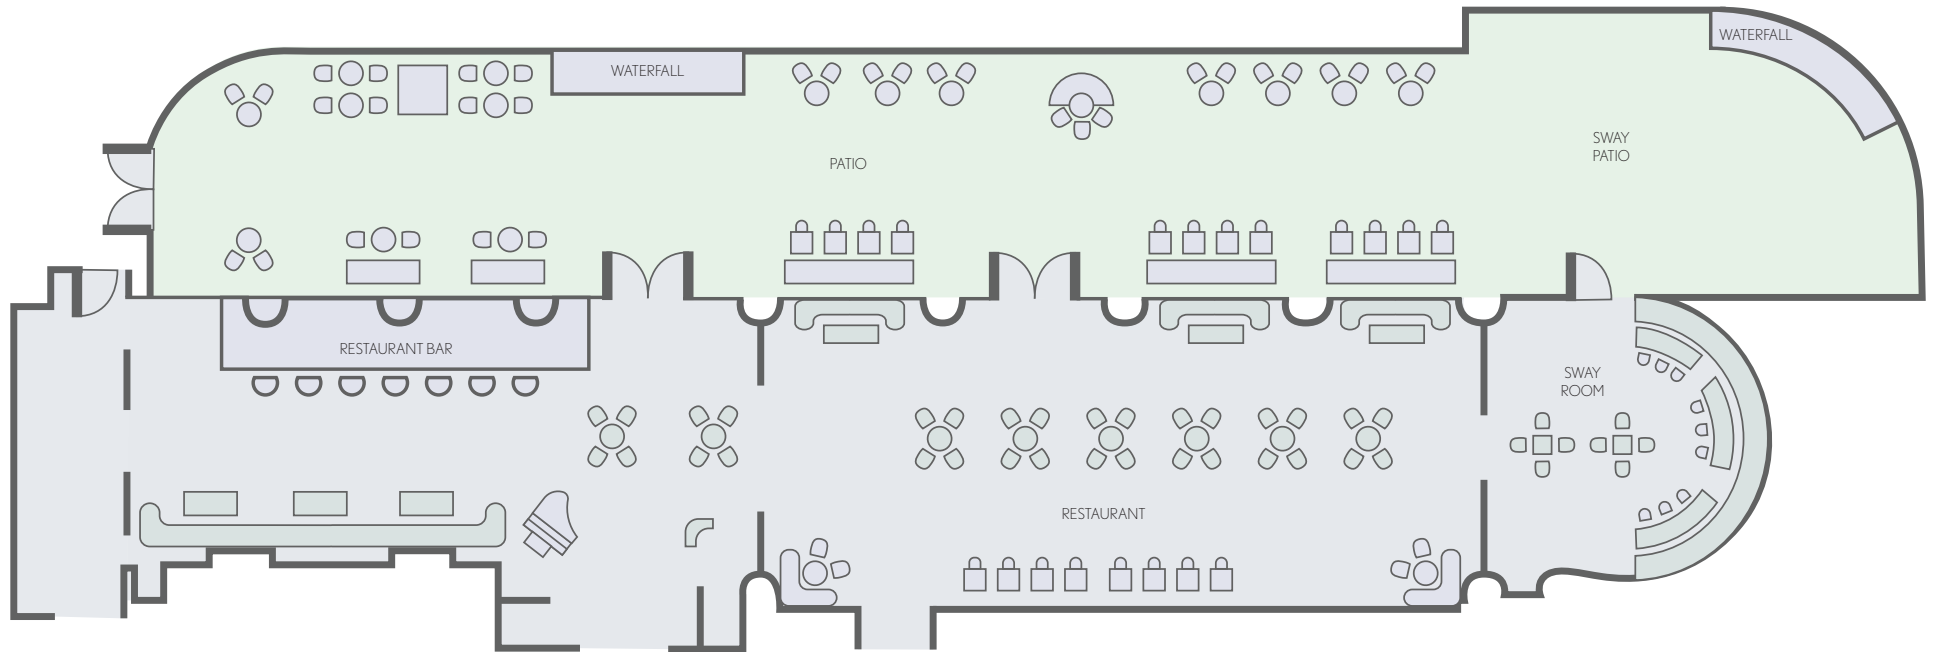 WATERFALL
WATERFALL
SWAY
PATIO
PATIO
RESTAURANT BAR
SWAY
ROOM
RESTAURANT